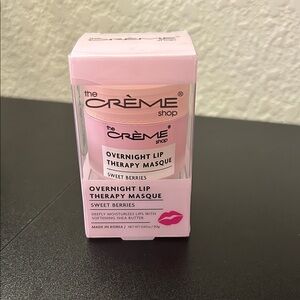 the
CRÈME®
shop
the
CRÈME®
shop
OVERNIGHT LIP
THERAPY MASQUE
SWEET BERRIES
OVERNIGHT LIP
THERAPY MASQUE
SWEET BERRIES
DEEPLY MOISTURIZES LIPS WITH
SOFTENING SHEA BUTTER
MADE IN KOREA /